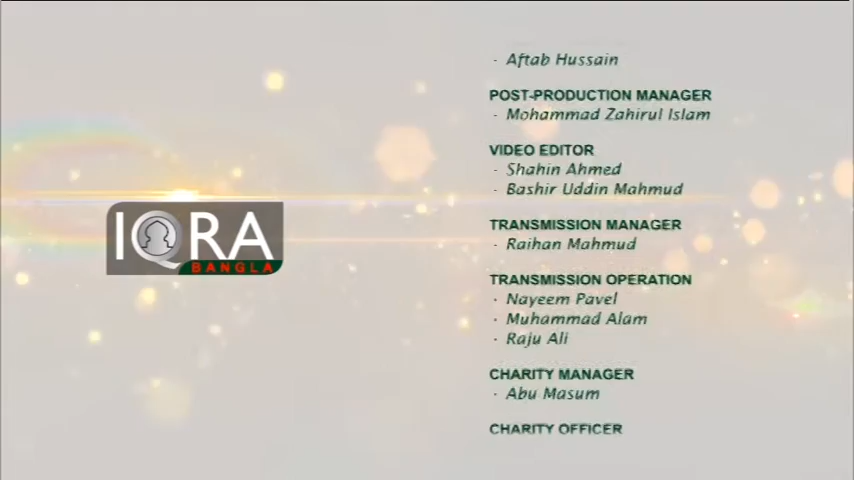 IQRA
BANGLA
- Aftab Hussain
POST-PRODUCTION MANAGER
- Mohammad Zahirul Islam
VIDEO EDITOR
- Shahin Ahmed
- Bashir Uddin Mahmud
TRANSMISSION MANAGER
- Raihan Mahmud
TRANSMISSION OPERATION
- Nayeem Pavel
- Muhammad Alam
- Raju Ali
CHARITY MANAGER
- Abu Masum
CHARITY OFFICER